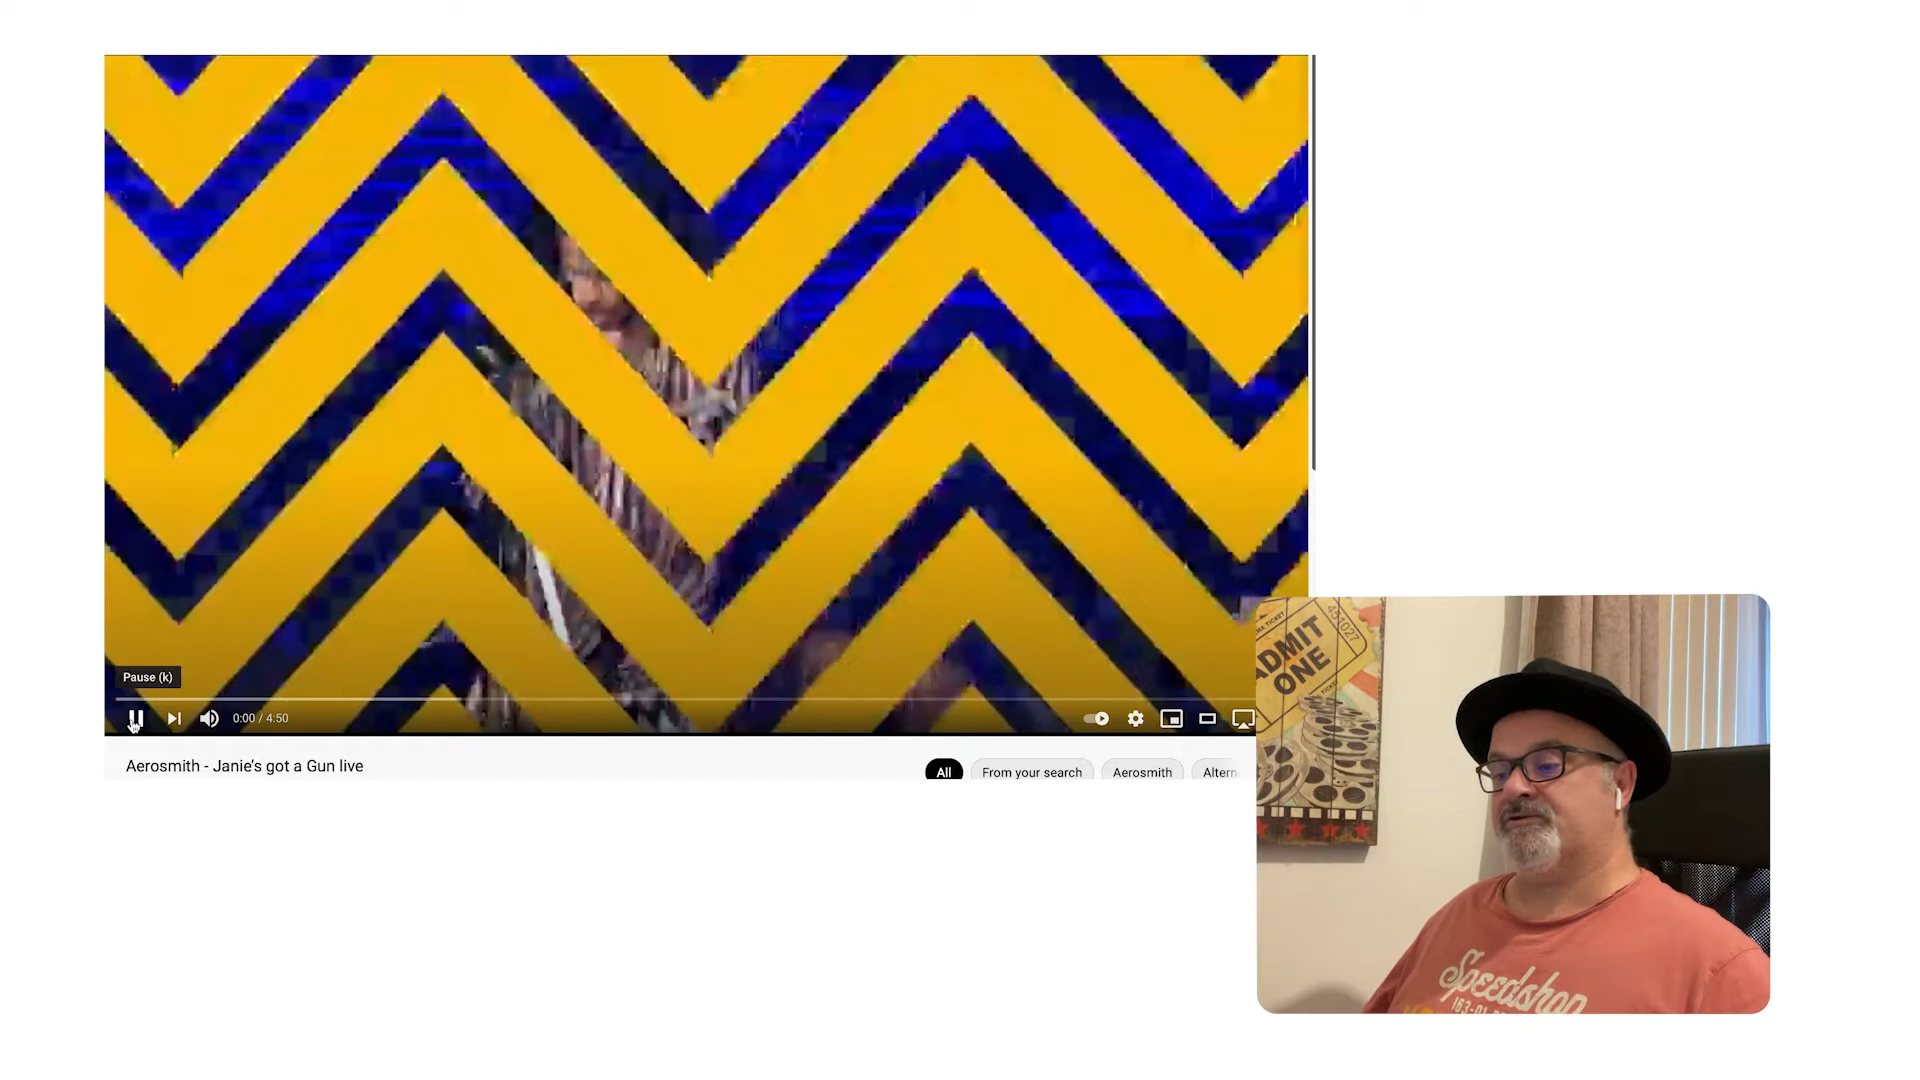 Pause (k)
0:00 / 4:50
Aerosmith - Janie's got a Gun live
All
From your search
Aerosmith
Altern
451027
ADMIT
ONE
Speedshop